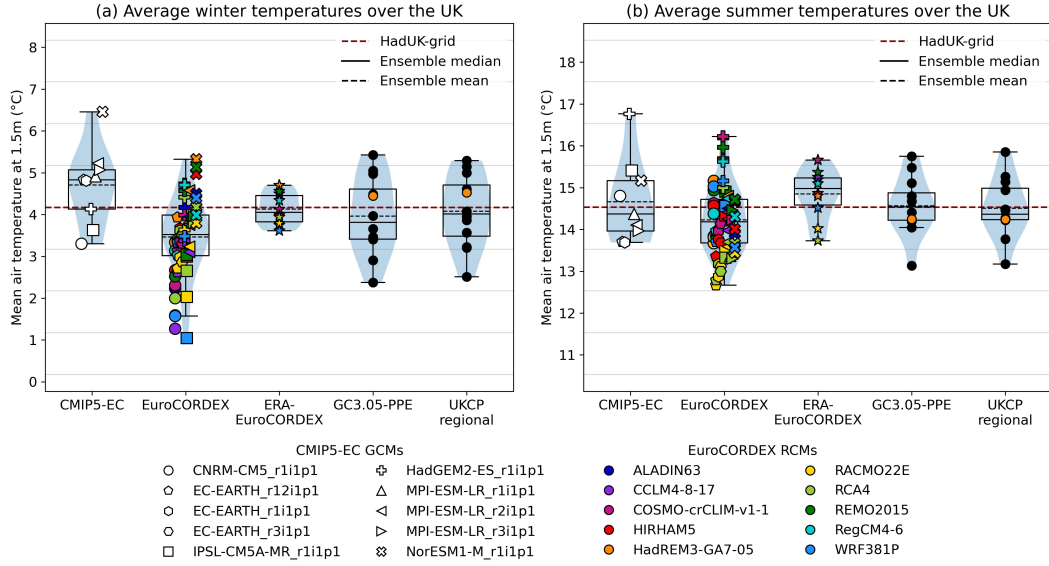 (a) Average winter temperatures over the UK
(b) Average summer temperatures over the UK
Mean air temperature at 1.5m (°C)
8
7
6
5
4
3
2
1
0
HadUK-grid
Ensemble median
Ensemble mean
CMIP5-EC
EuroCORDEX
ERA-
EuroCORDEX
GC3.05-PPE
UKCP
regional
Mean air temperature at 1.5m (°C)
18
17
16
15
14
13
12
11
HadUK-grid
Ensemble median
Ensemble mean
CMIP5-EC
EuroCORDEX
ERA-
EuroCORDEX
GC3.05-PPE
UKCP
regional
CMIP5-EC GCMs
CNRM-CM5_r1i1p1
EC-EARTH_r12i1p1
EC-EARTH_r1i1p1
EC-EARTH_r3i1p1
IPSL-CM5A-MR_r1i1p1
HadGEM2-ES_r1i1p1
MPI-ESM-LR_r1i1p1
MPI-ESM-LR_r2i1p1
MPI-ESM-LR_r3i1p1
NorESM1-M_r1i1p1
EuroCORDEX RCMs
ALADIN63
CCLM4-8-17
COSMO-crCLIM-v1-1
HIRHAM5
HadREM3-GA7-05
RACMO22E
RCA4
REMO2015
RegCM4-6
WRF381P